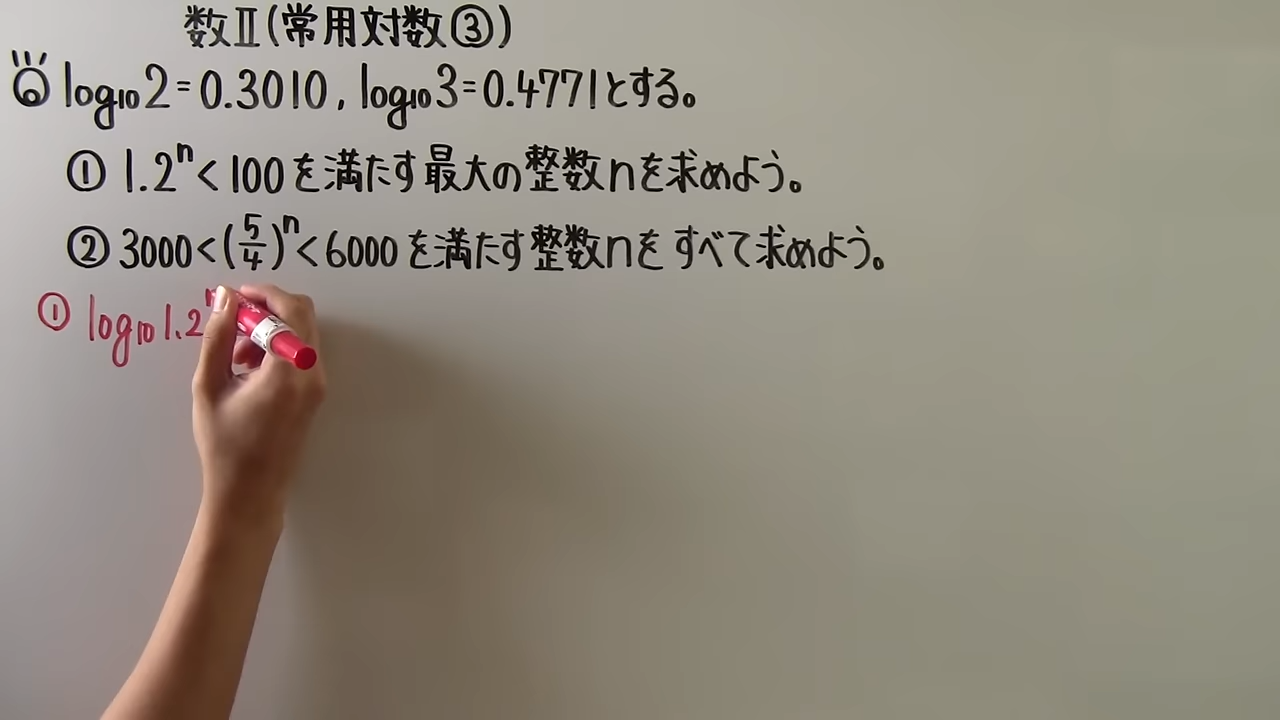 数Ⅱ(常用対数③)
log₁₀2=0.3010, log₁₀3=0.4771とする。
① 1.2ⁿ<100を満たす最大の整数nを求めよう。
② 3000<(5/4)ⁿ<6000を満たす整数nをすべて求めよう。
① log₁₀1.2ⁿ